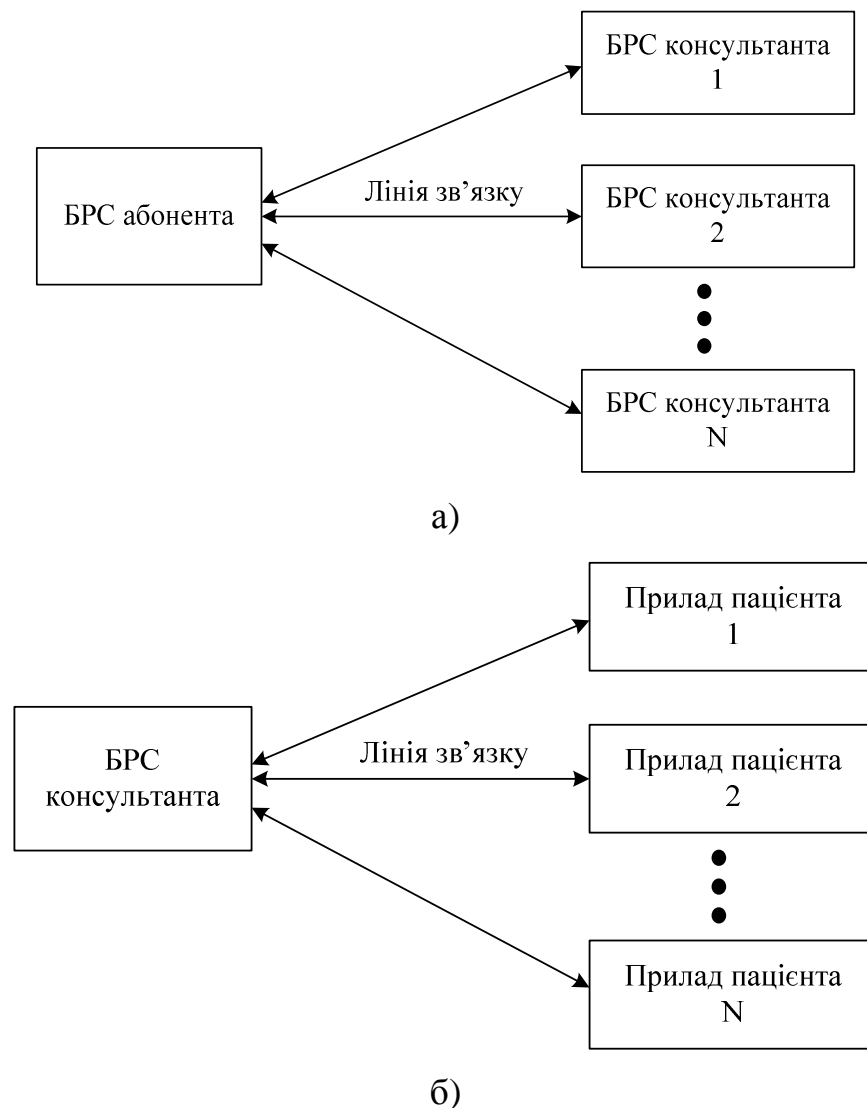 БРС консультанта
1
БРС абонента
Лінія зв’язку
БРС консультанта
2
БРС консультанта
N
а)
Прилад пацієнта
1
БРС
консультанта
Лінія зв’язку
Прилад пацієнта
2
Прилад пацієнта
N
б)